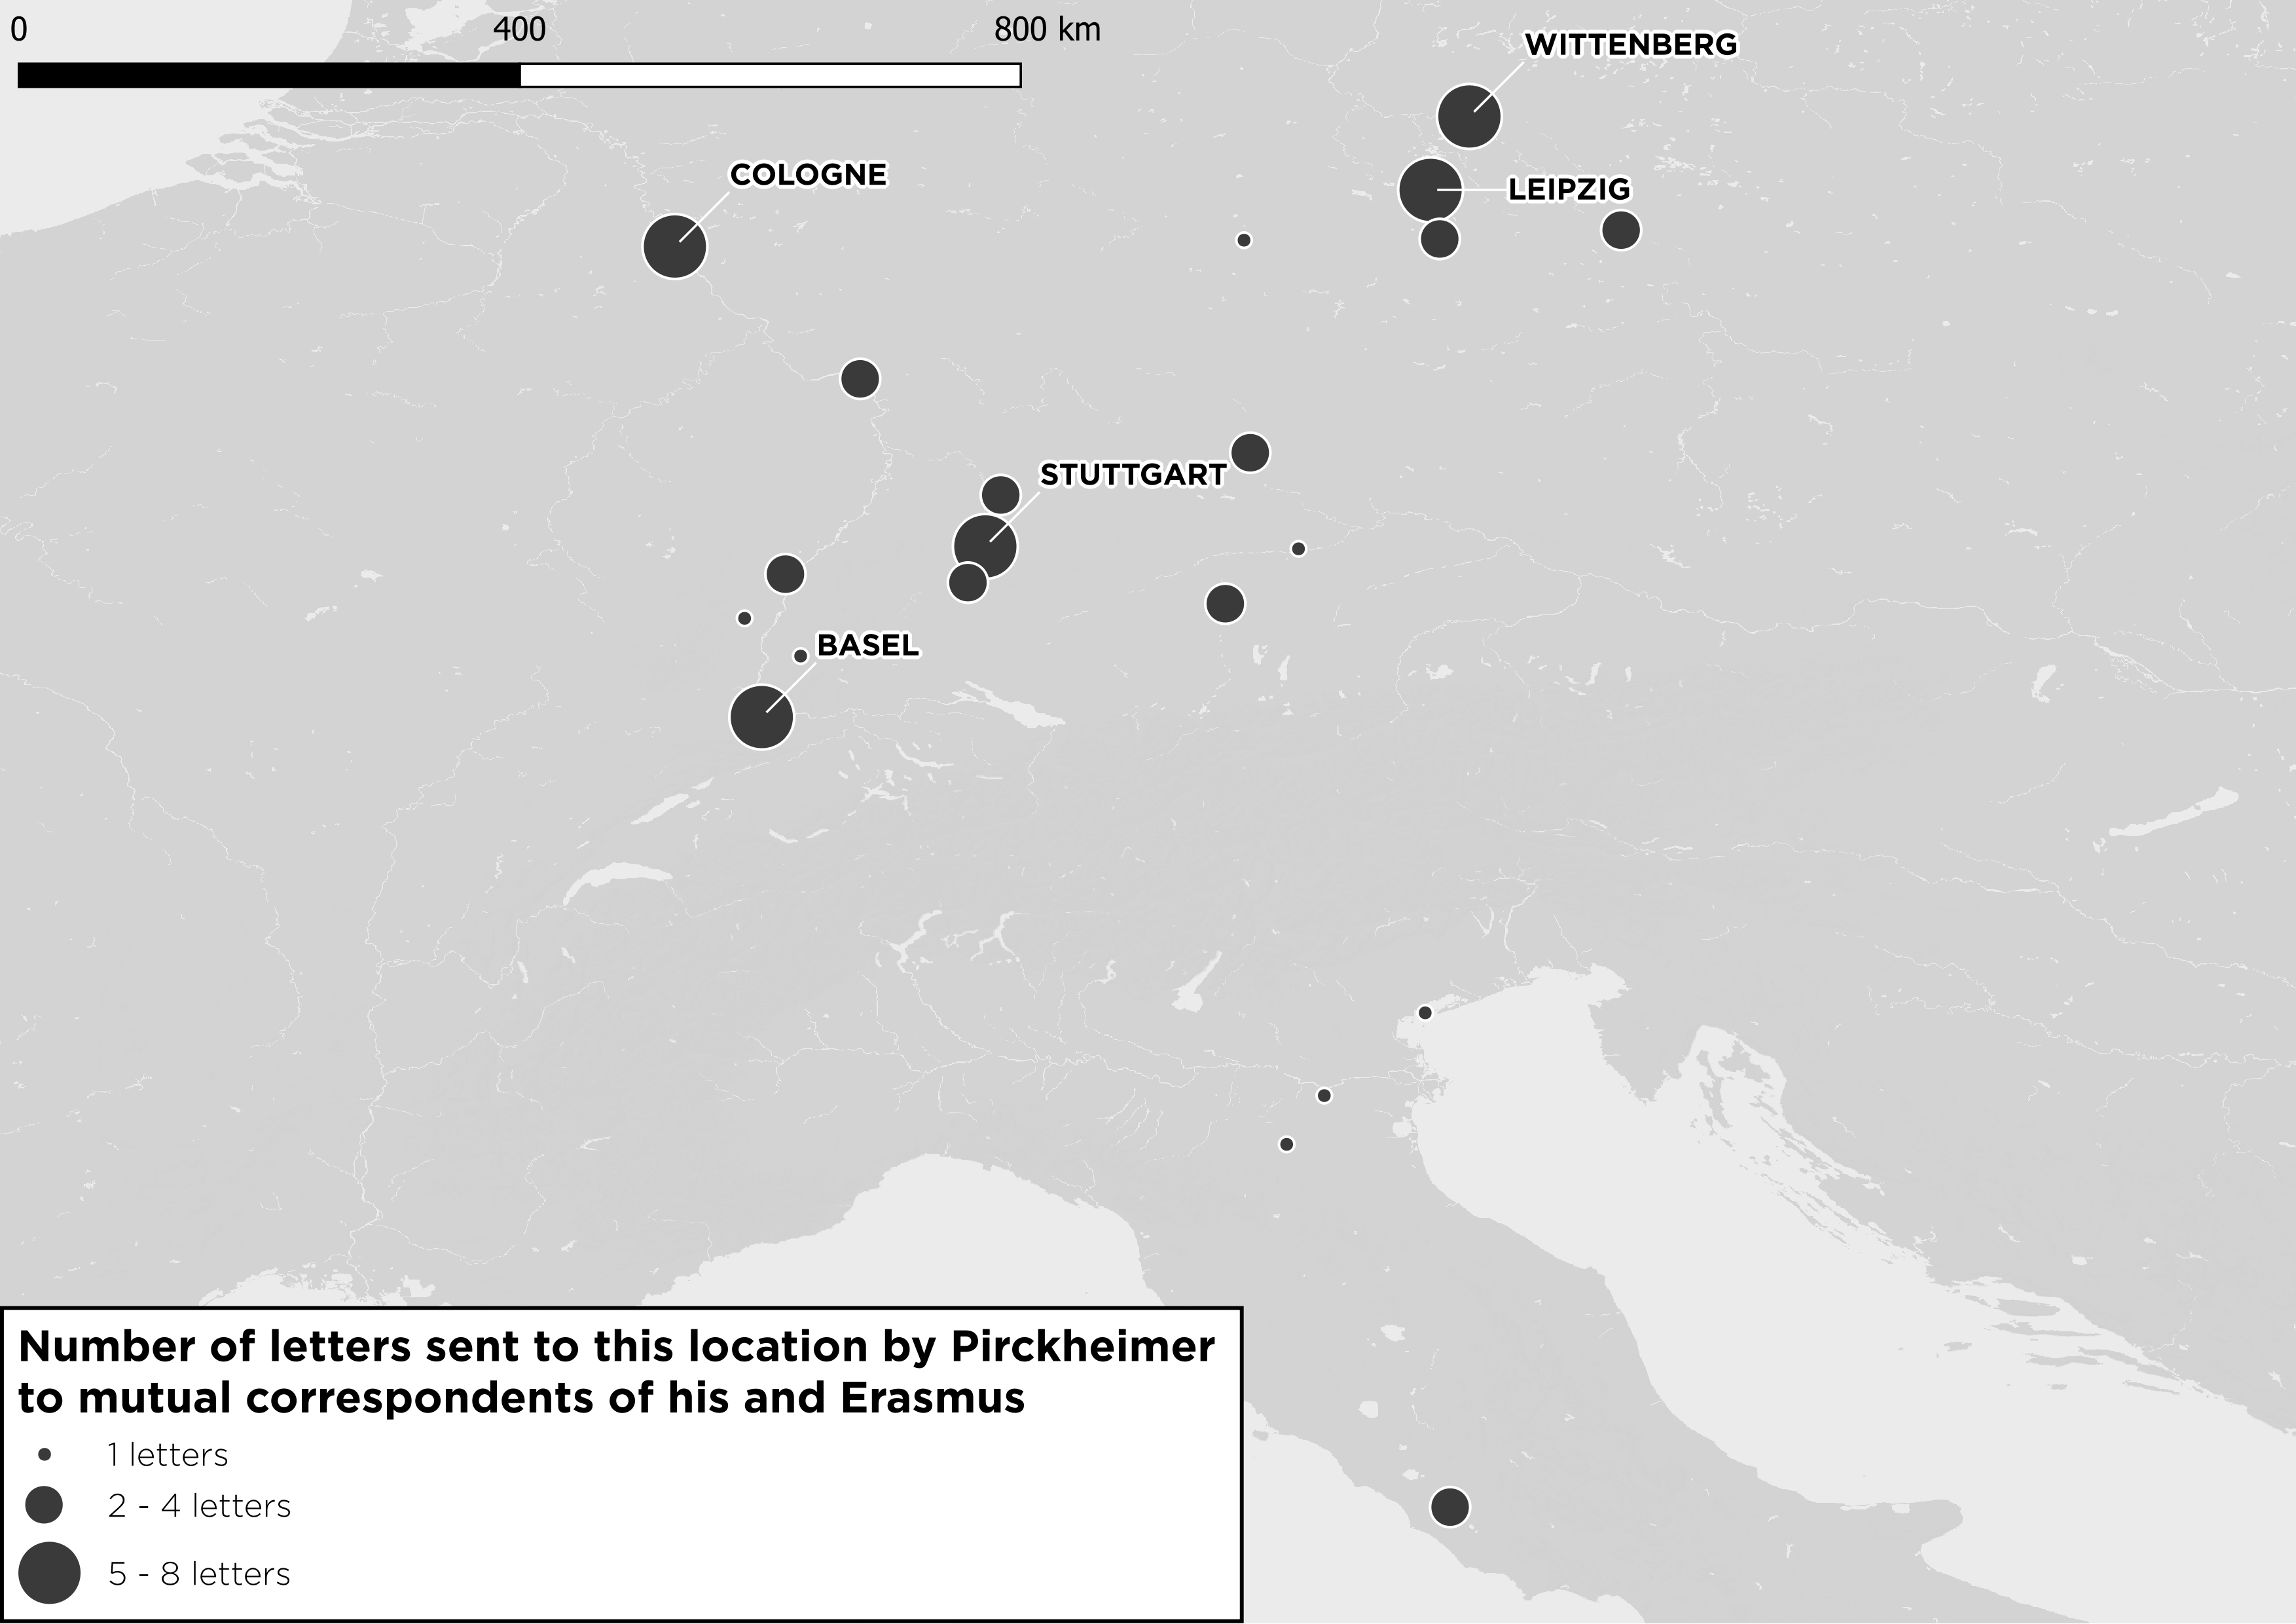 0 400 800 km
WITTENBERG
COLOGNE
LEIPZIG
STUTTGART
BASEL
Number of letters sent to this location by Pirckheimer
to mutual correspondents of his and Erasmus
1 letters
2 - 4 letters
5 - 8 letters